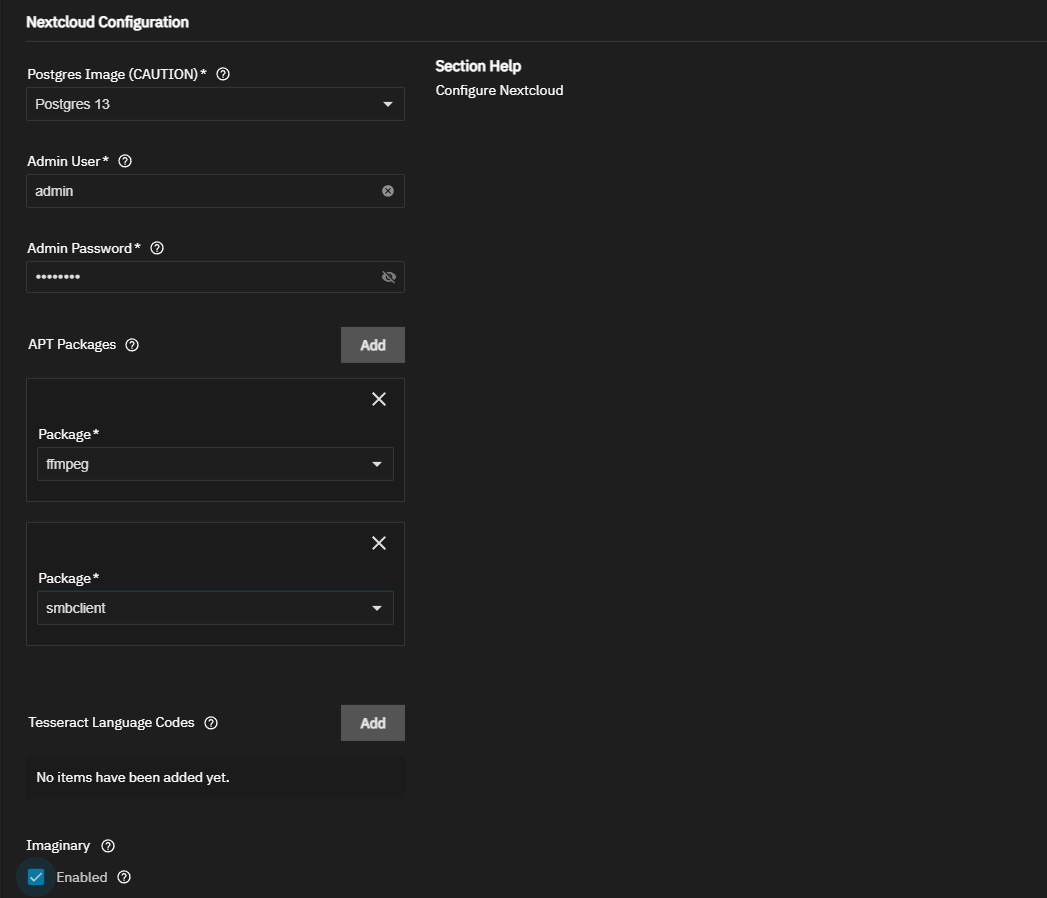 Nextcloud Configuration
Postgres Image (CAUTION) *
Postgres 13
Admin User *
admin
Admin Password *
••••••••
APT Packages
Add
Package *
ffmpeg
Package *
smbclient
Tesseract Language Codes
Add
No items have been added yet.
Imaginary
Enabled
Section Help
Configure Nextcloud